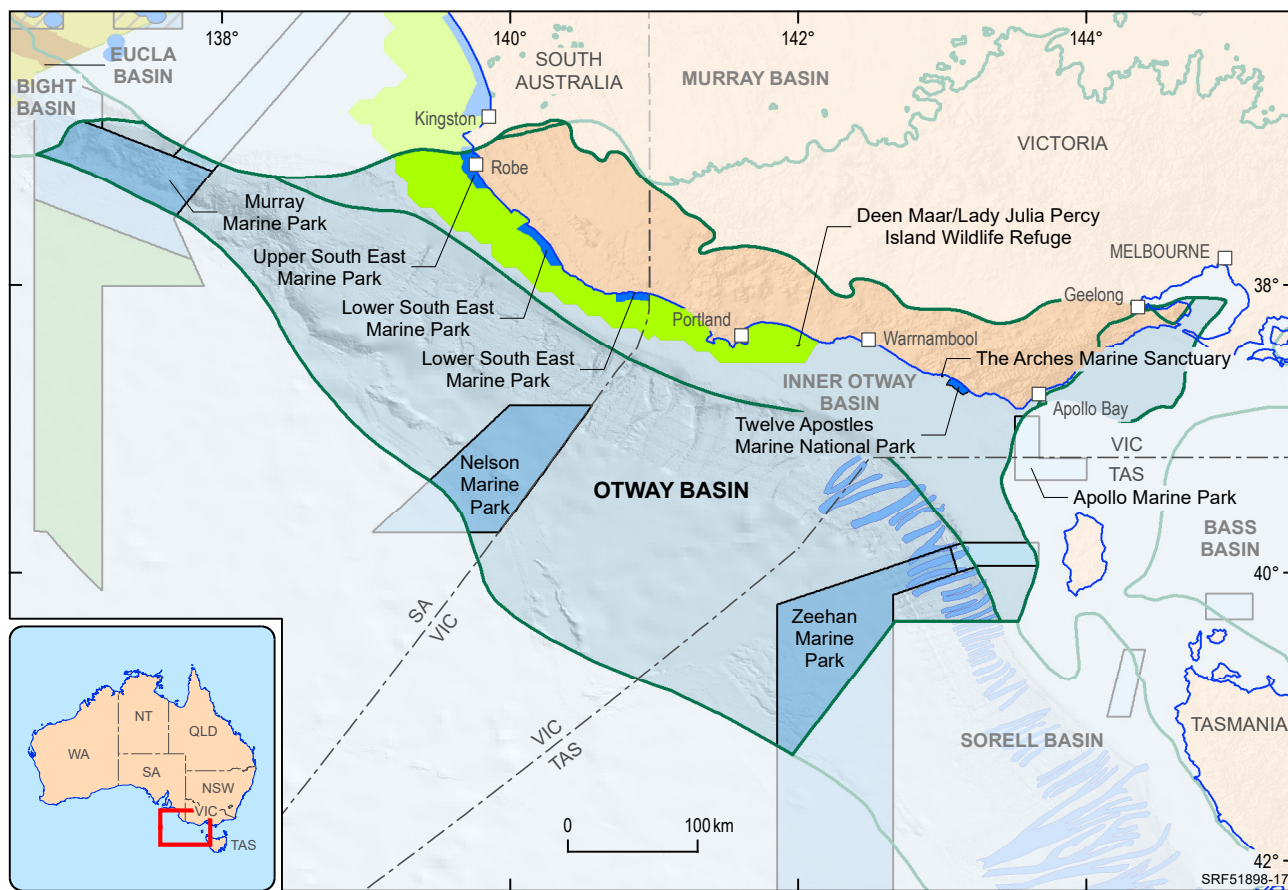 138°
140°
142°
144°
EUCLA
BASIN
BIGHT
BASIN
SOUTH
AUSTRALIA
MURRAY BASIN
Kingston
VICTORIA
Robe
Murray
Marine Park
Deen Maar/Lady Julia Percy
Island Wildlife Refuge
Upper South East
Marine Park
MELBOURNE
38°
Geelong
Lower South East
Marine Park
Portland
Warrnambool
Lower South East
Marine Park
The Arches Marine Sanctuary
INNER OTWAY
BASIN
Apollo Bay
Twelve Apostles
Marine National Park
VIC
TAS
Nelson
Marine
Park
OTWAY BASIN
Apollo Marine Park
BASS
BASIN
40°
SA
VIC
Zeehan
Marine
Park
VIC
TAS
TASMANIA
SORELL BASIN
NT
QLD
WA
SA
NSW
VIC
TAS
0
100 km
42°
SRF51898-17